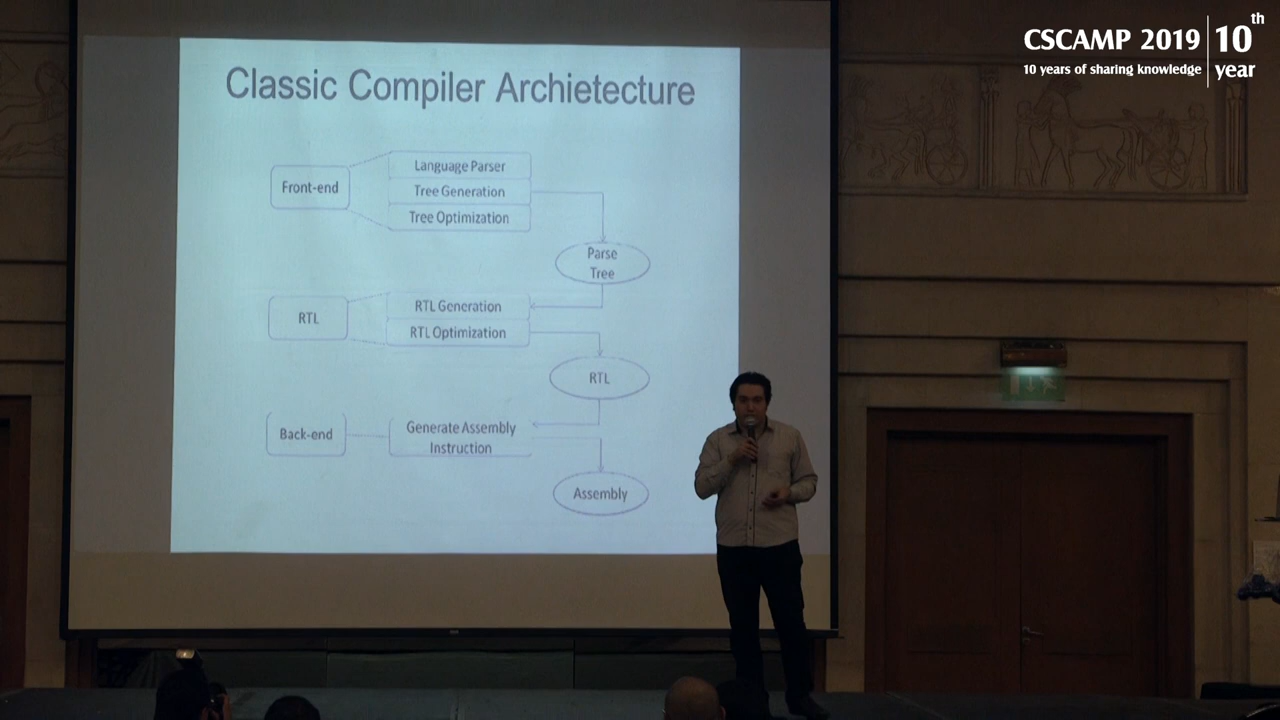 CSCAMP 2019
10 years of sharing knowledge
10th
year
Classic Compiler Archietecture
Front-end
Language Parser
Tree Generation
Tree Optimization
Parse
Tree
RTL
RTL Generation
RTL Optimization
RTL
Back-end
Generate Assembly
Instruction
Assembly